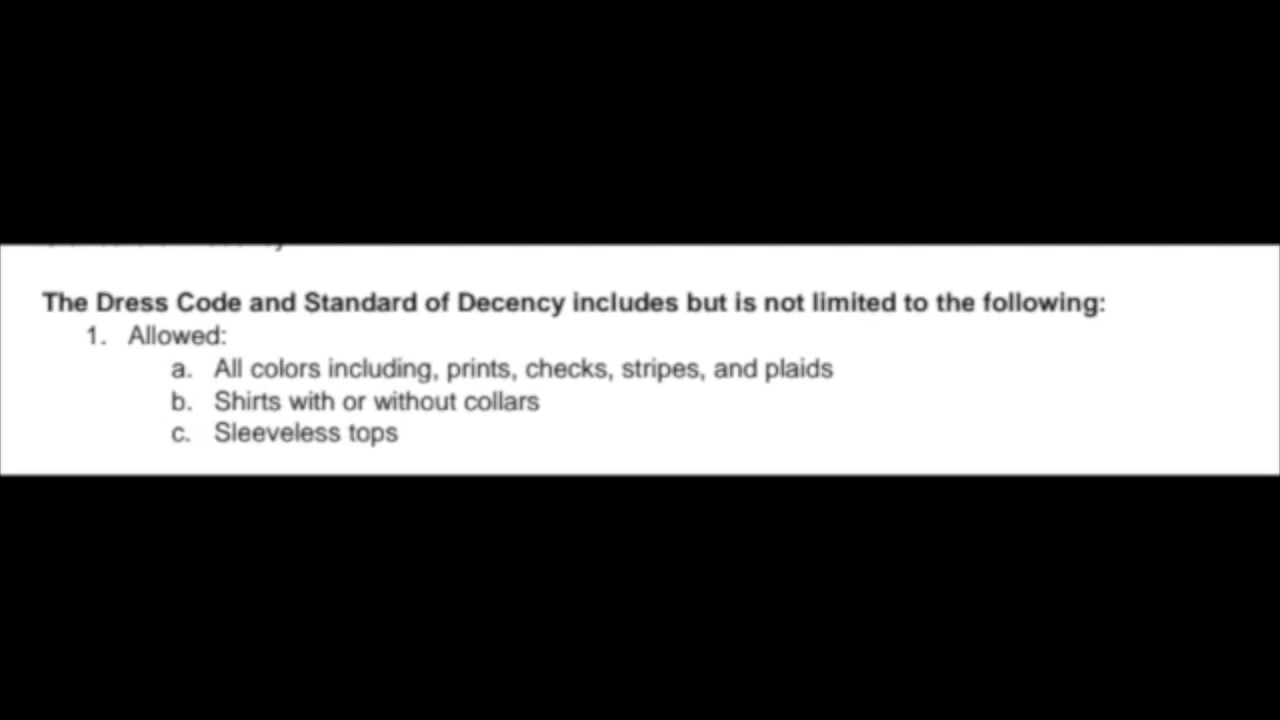 The Dress Code and Standard of Decency includes but is not limited to the following:
1. Allowed:
a. All colors including, prints, checks, stripes, and plaids
b. Shirts with or without collars
c. Sleeveless tops